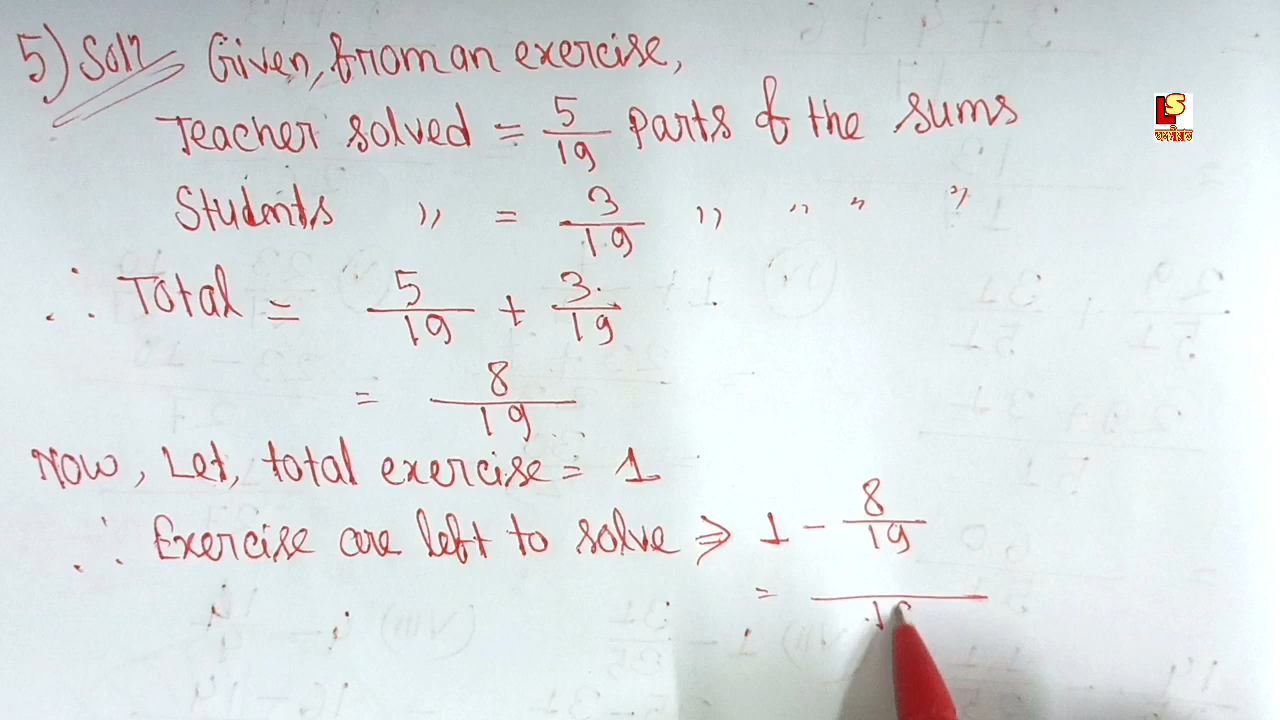 5) Soln Given, from an exercise,
Teacher solved = 5/19 parts of the sums
Students " = 3/19 " " " "
∴ Total = 5/19 + 3/19
= 8/19
Now, Let, total exercise = 1
∴ Exercise are left to solve ⇒ 1 - 8/19
=
LS